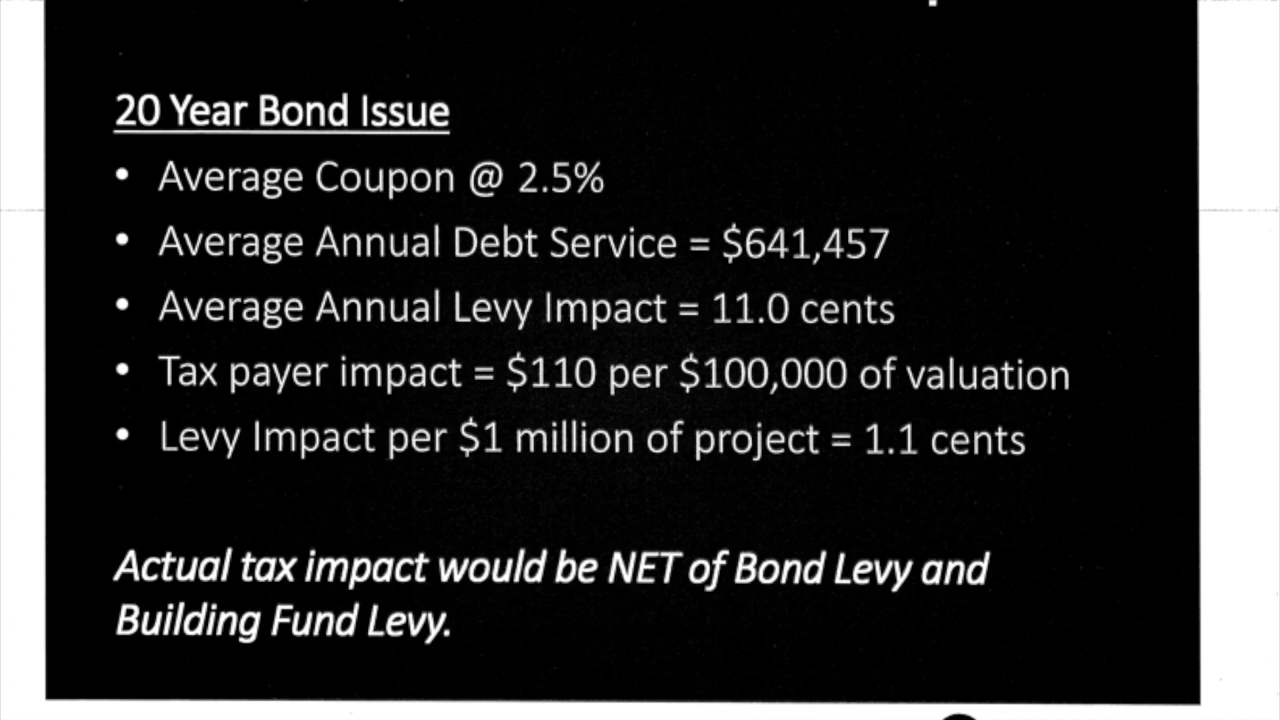 20 Year Bond Issue
• Average Coupon @ 2.5%
• Average Annual Debt Service = $641,457
• Average Annual Levy Impact = 11.0 cents
• Tax payer impact = $110 per $100,000 of valuation
• Levy Impact per $1 million of project = 1.1 cents
Actual tax impact would be NET of Bond Levy and
Building Fund Levy.